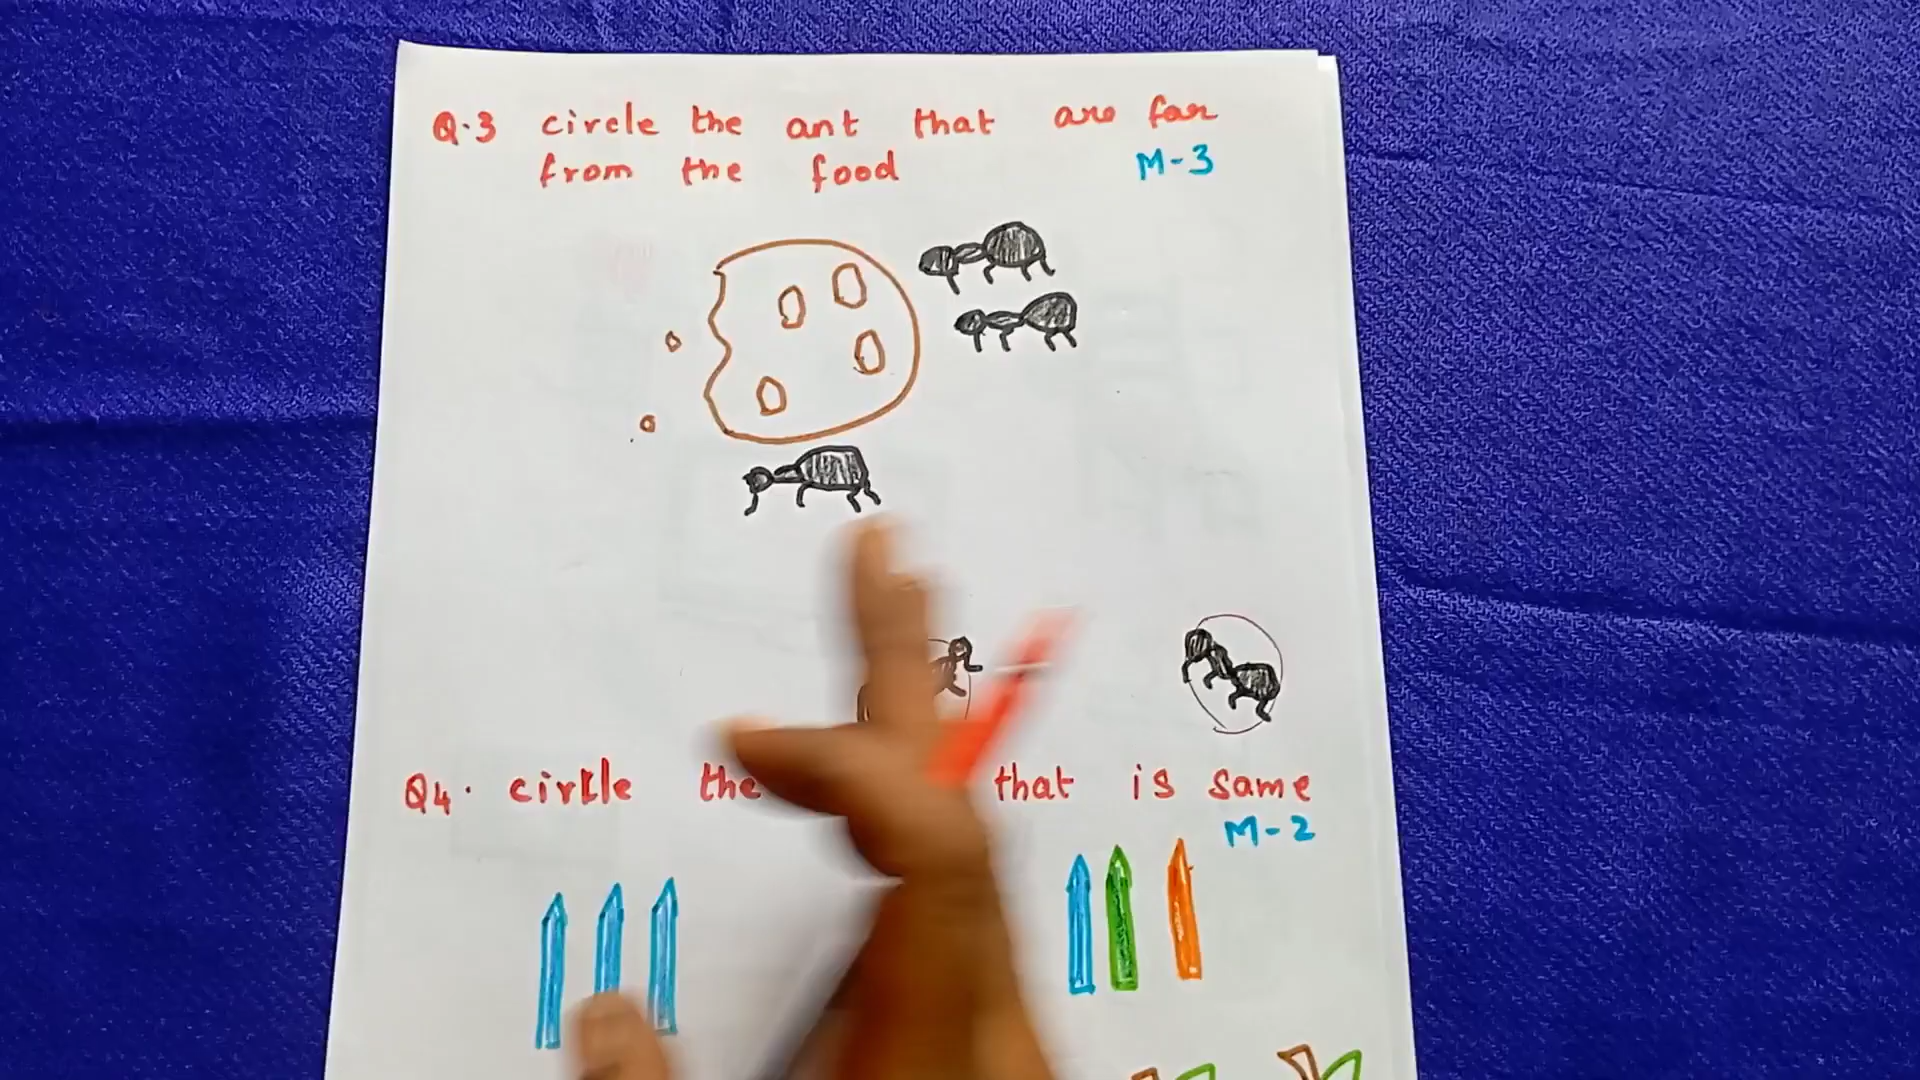 Q.3 circle the ant that are far
from the food M-3
Q4. cirkle the that is same
M-2